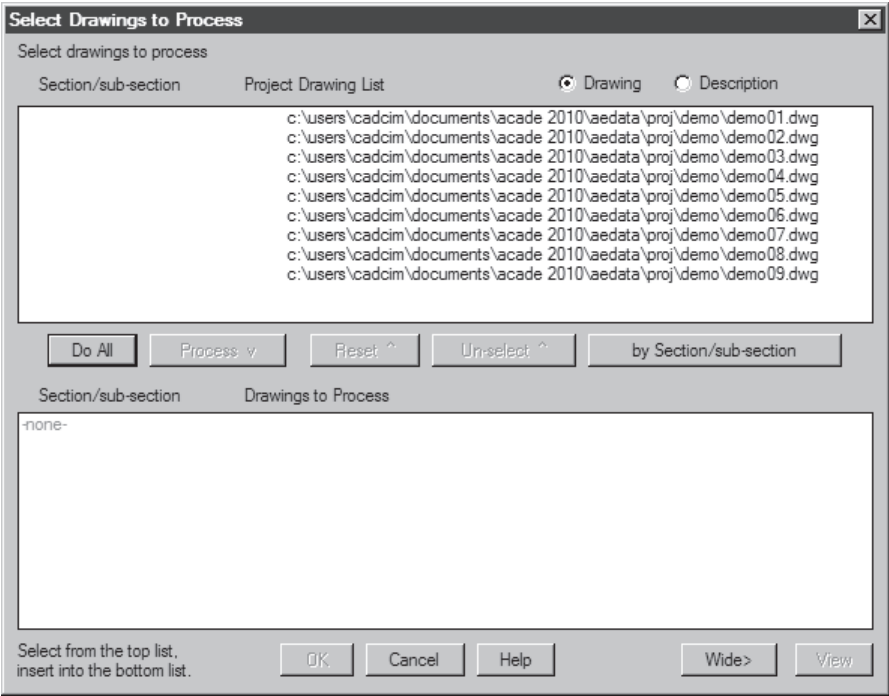 Select Drawings to Process
Select drawings to process
Section/sub-section Project Drawing List Drawing Description
c:\users\cadcim\documents\acade 2010\aedata\proj\demo\demo01.dwg
c:\users\cadcim\documents\acade 2010\aedata\proj\demo\demo02.dwg
c:\users\cadcim\documents\acade 2010\aedata\proj\demo\demo03.dwg
c:\users\cadcim\documents\acade 2010\aedata\proj\demo\demo04.dwg
c:\users\cadcim\documents\acade 2010\aedata\proj\demo\demo05.dwg
c:\users\cadcim\documents\acade 2010\aedata\proj\demo\demo06.dwg
c:\users\cadcim\documents\acade 2010\aedata\proj\demo\demo07.dwg
c:\users\cadcim\documents\acade 2010\aedata\proj\demo\demo08.dwg
c:\users\cadcim\documents\acade 2010\aedata\proj\demo\demo09.dwg
Do All Process v Reset ^ Un-select ^ by Section/sub-section
Section/sub-section Drawings to Process
-none-
Select from the top list,
insert into the bottom list.
OK Cancel Help Wide> View